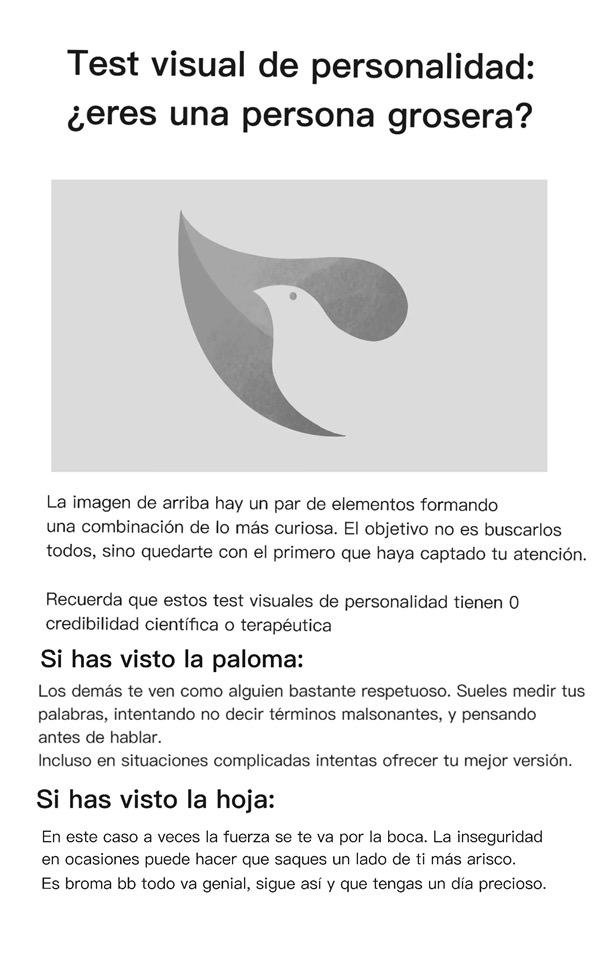 Test visual de personalidad:
¿eres una persona grosera?
La imagen de arriba hay un par de elementos formando
una combinación de lo más curiosa. El objetivo no es buscarlos
todos, sino quedarte con el primero que haya captado tu atención.
Recuerda que estos test visuales de personalidad tienen 0
credibilidad científica o terapéutica
Si has visto la paloma:
Los demás te ven como alguien bastante respetuoso. Sueles medir tus
palabras, intentando no decir términos malsonantes, y pensando
antes de hablar.
Incluso en situaciones complicadas intentas ofrecer tu mejor versión.
Si has visto la hoja:
En este caso a veces la fuerza se te va por la boca. La inseguridad
en ocasiones puede hacer que saques un lado de ti más arisco.
Es broma bb todo va genial, sigue así y que tengas un día precioso.